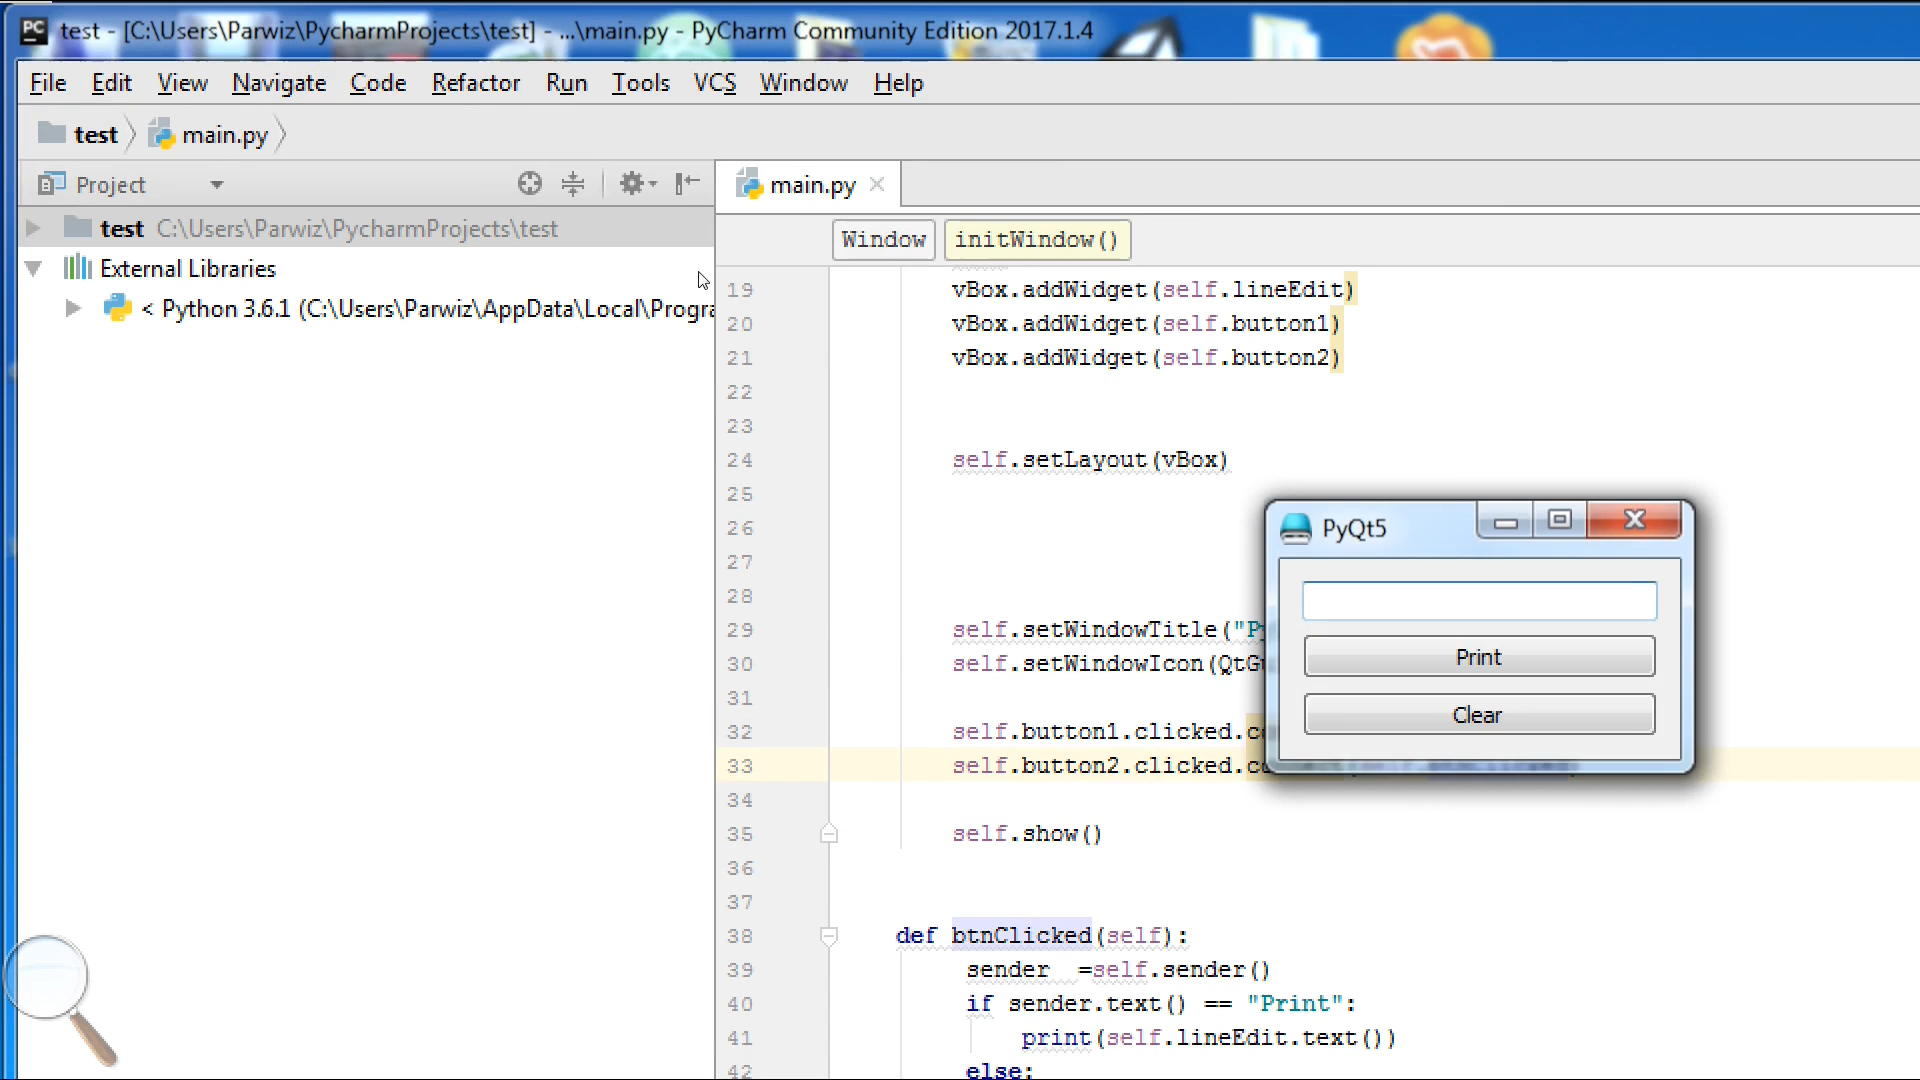 test - [C:\Users\Parwiz\PycharmProjects\test] - ...\main.py - PyCharm Community Edition 2017.1.4
File Edit View Navigate Code Refactor Run Tools VCS Window Help
test main.py
Project
main.py
test C:\Users\Parwiz\PycharmProjects\test
External Libraries
< Python 3.6.1 (C:\Users\Parwiz\AppData\Local\Progra
Window initWindow()
19 vBox.addWidget(self.lineEdit)
20 vBox.addWidget(self.button1)
21 vBox.addWidget(self.button2)
22
23
24 self.setLayout(vBox)
25
26
27
28
29 self.setWindowTitle("P
30 self.setWindowIcon(QtGu
31
32 self.button1.clicked.c
33 self.button2.clicked.c
34
35 self.show()
36
37
38 def btnClicked(self):
39 sender =self.sender()
40 if sender.text() == "Print":
41 print(self.lineEdit.text())
42 else:
PyQt5
Print
Clear